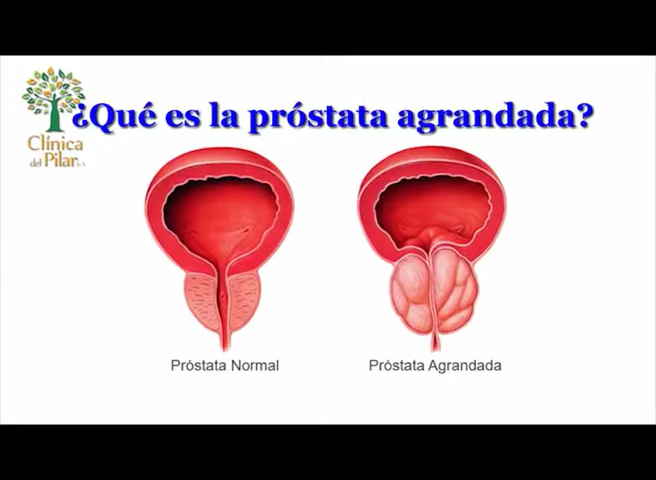 ¿Qué es la próstata agrandada?
Clínica
del Pilar S.A.
Próstata Normal
Próstata Agrandada